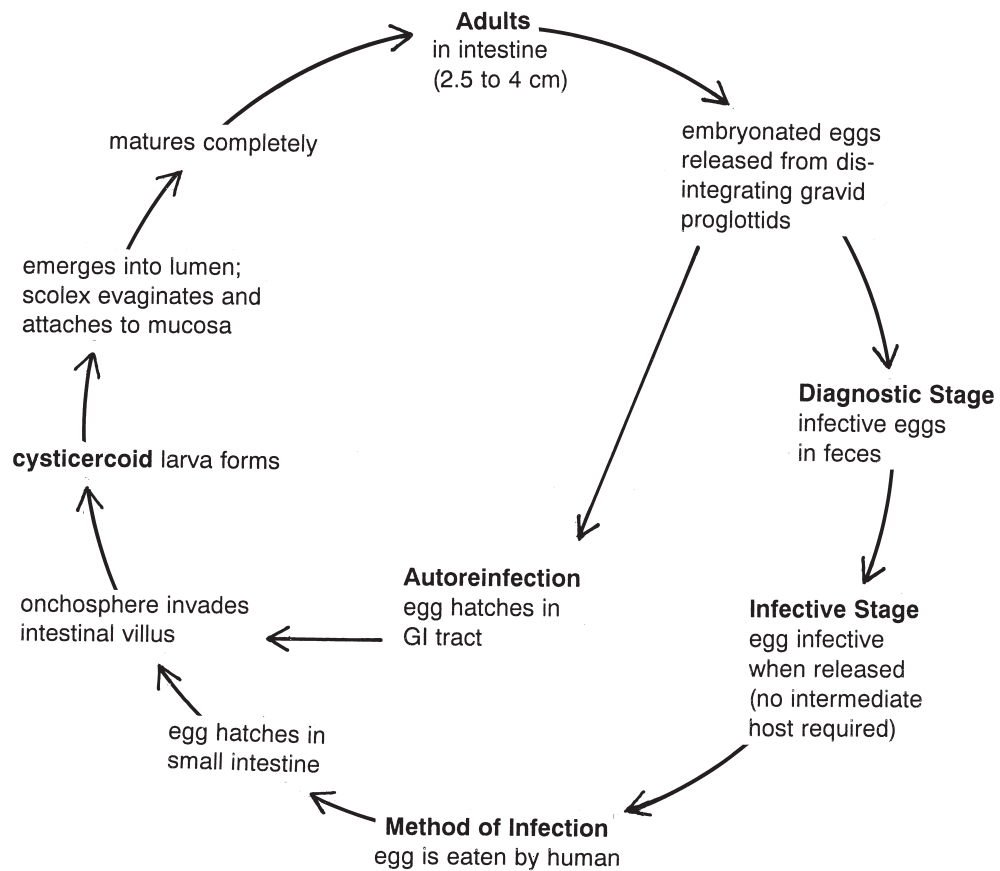 Adults
in intestine
(2.5 to 4 cm)
embryonated eggs
released from dis-
integrating gravid
proglottids
Diagnostic Stage
infective eggs
in feces
Infective Stage
egg infective
when released
(no intermediate
host required)
Method of Infection
egg is eaten by human
egg hatches in
small intestine
Autoreinfection
egg hatches in
GI tract
onchosphere invades
intestinal villus
cysticercoid larva forms
emerges into lumen;
scolex evaginates and
attaches to mucosa
matures completely